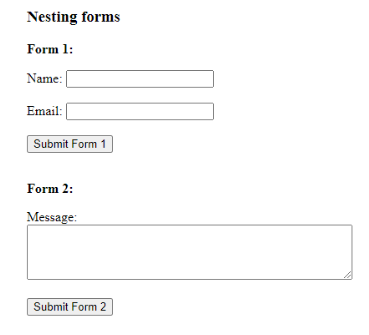 Nesting forms
Form 1:
Name:
Email:
Submit Form 1
Form 2:
Message:
Submit Form 2